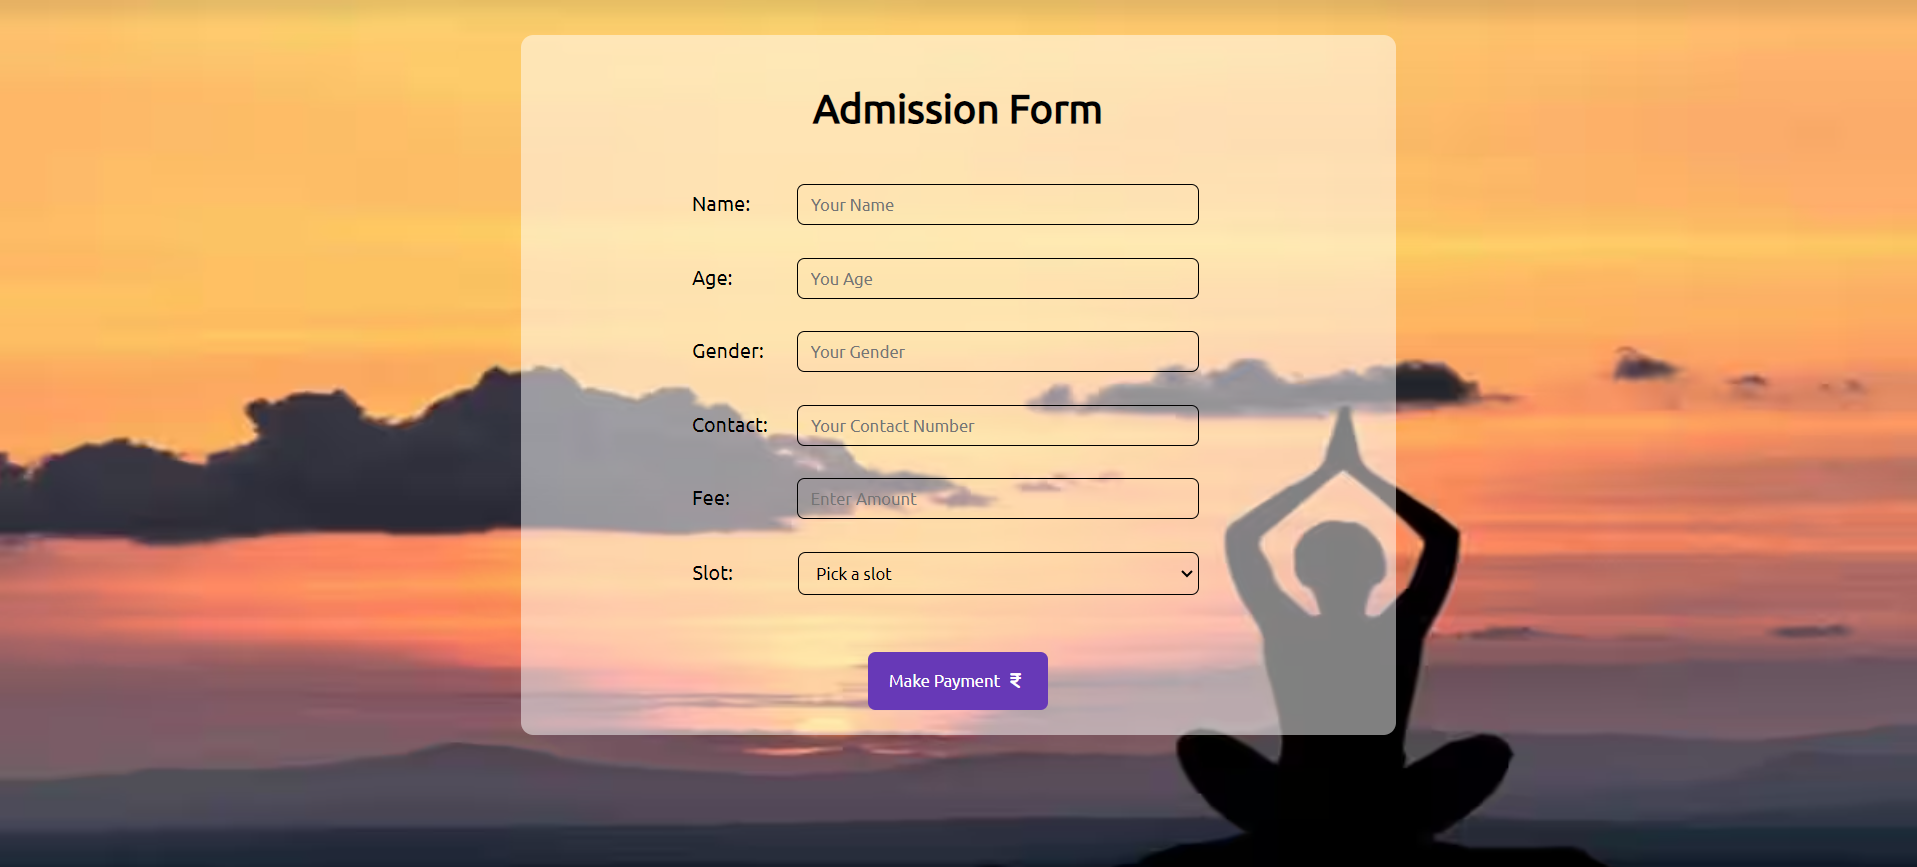 Admission Form
Name: Your Name
Age: You Age
Gender: Your Gender
Contact: Your Contact Number
Fee: Enter Amount
Slot: Pick a slot
Make Payment ₹